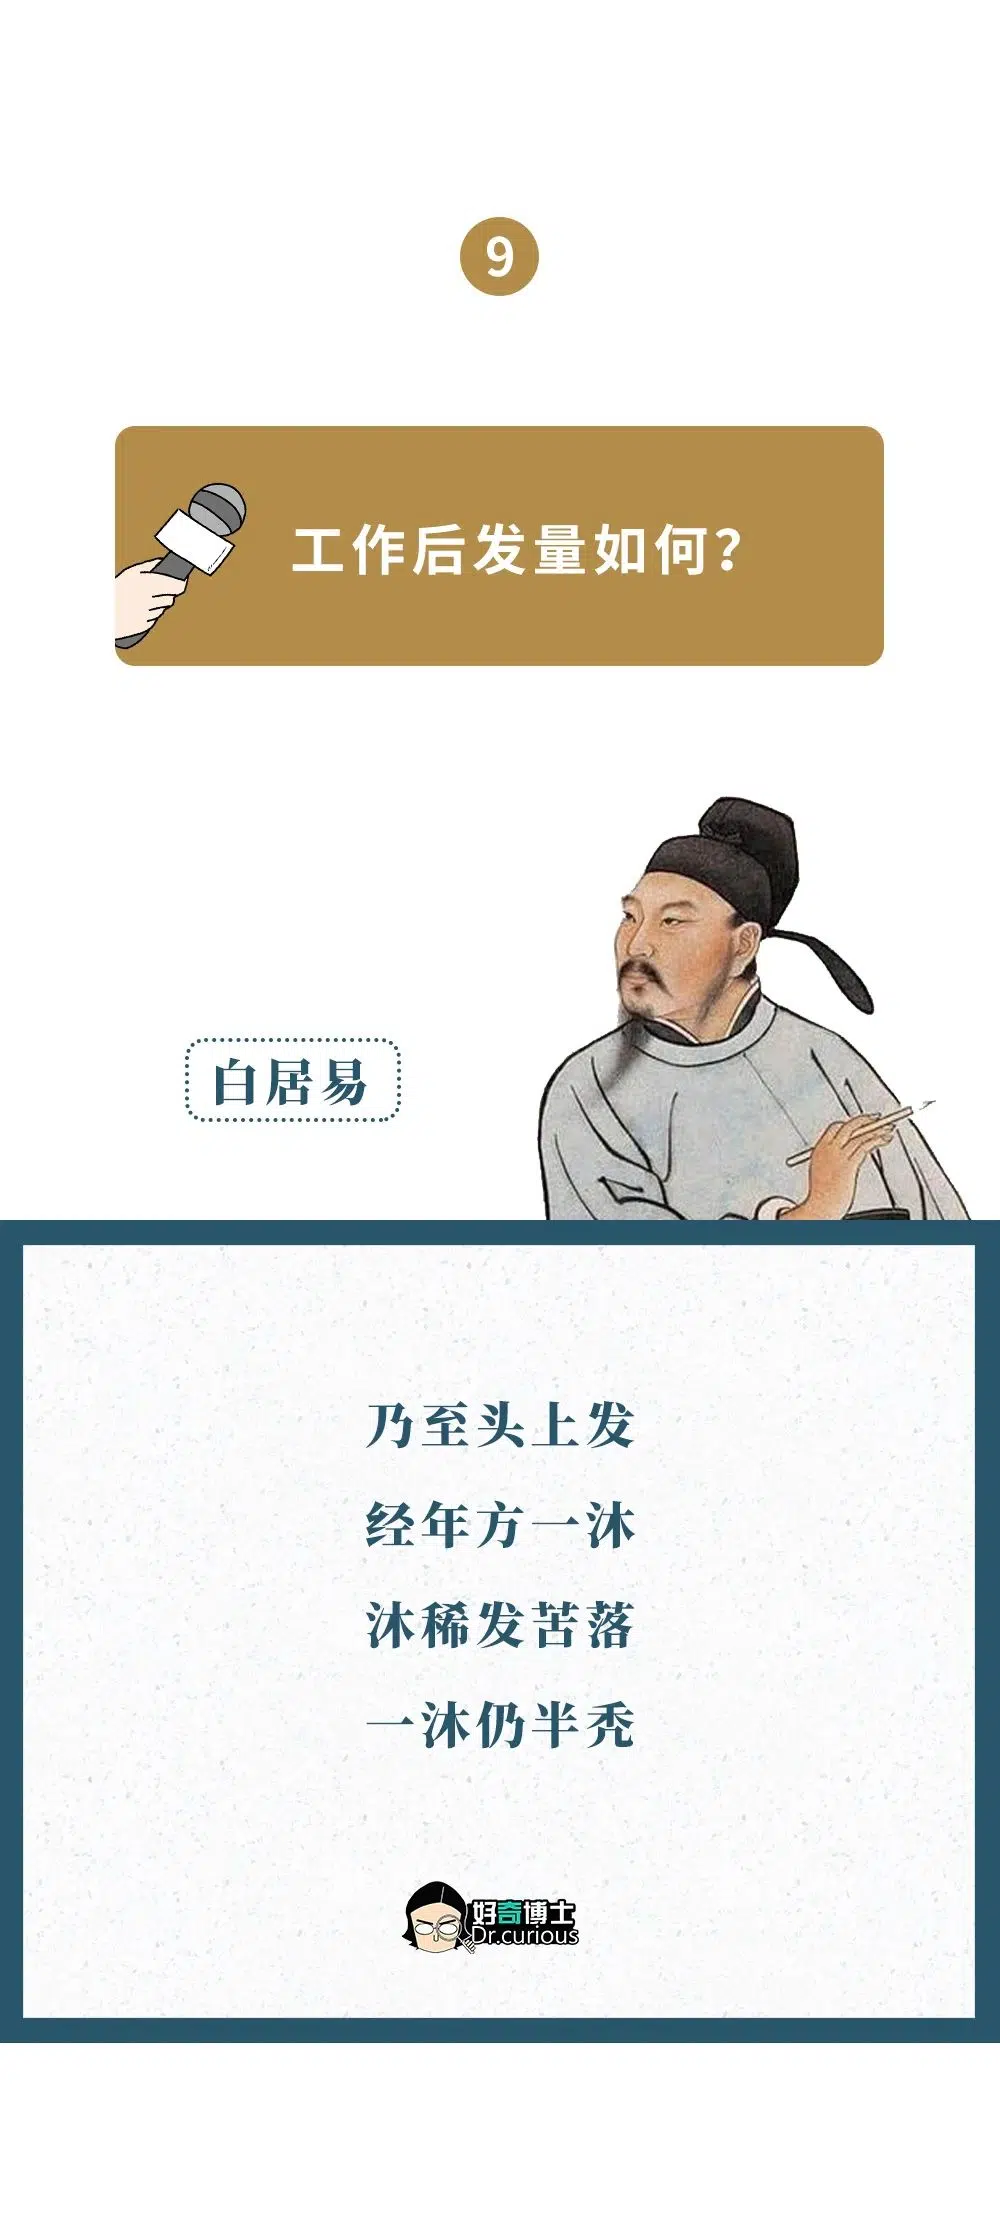 9
工作后发量如何？
白居易
乃至头上发
经年方一沐
沐稀发苦落
一沐仍半秃
好奇博士
Dr.curious